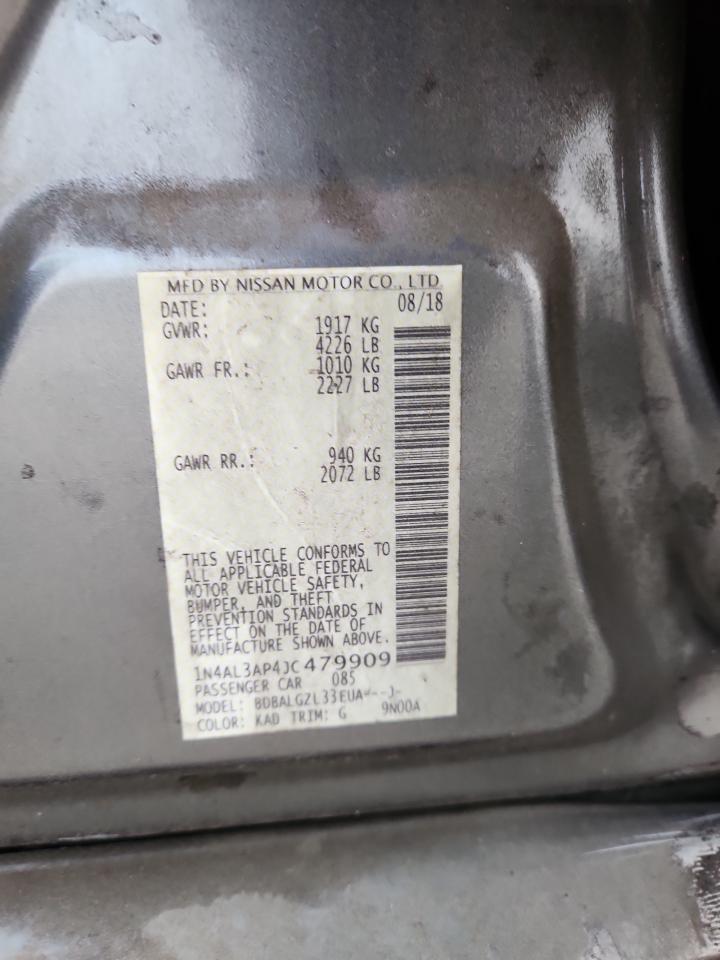 MFD BY NISSAN MOTOR CO., LTD
DATE: 08/18
GVWR: 1917 KG
4226 LB
GAWR FR.: 1010 KG
2227 LB
GAWR RR.: 940 KG
2072 LB
THIS VEHICLE CONFORMS TO
ALL APPLICABLE FEDERAL
MOTOR VEHICLE SAFETY,
BUMPER, AND THEFT
PREVENTION STANDARDS IN
EFFECT ON THE DATE OF
MANUFACTURE SHOWN ABOVE.
1N4AL3AP4JC479909
PASSENGER CAR 085
MODEL: BDBALGZL33EUA---J-
COLOR: KAD TRIM: G 9N00A